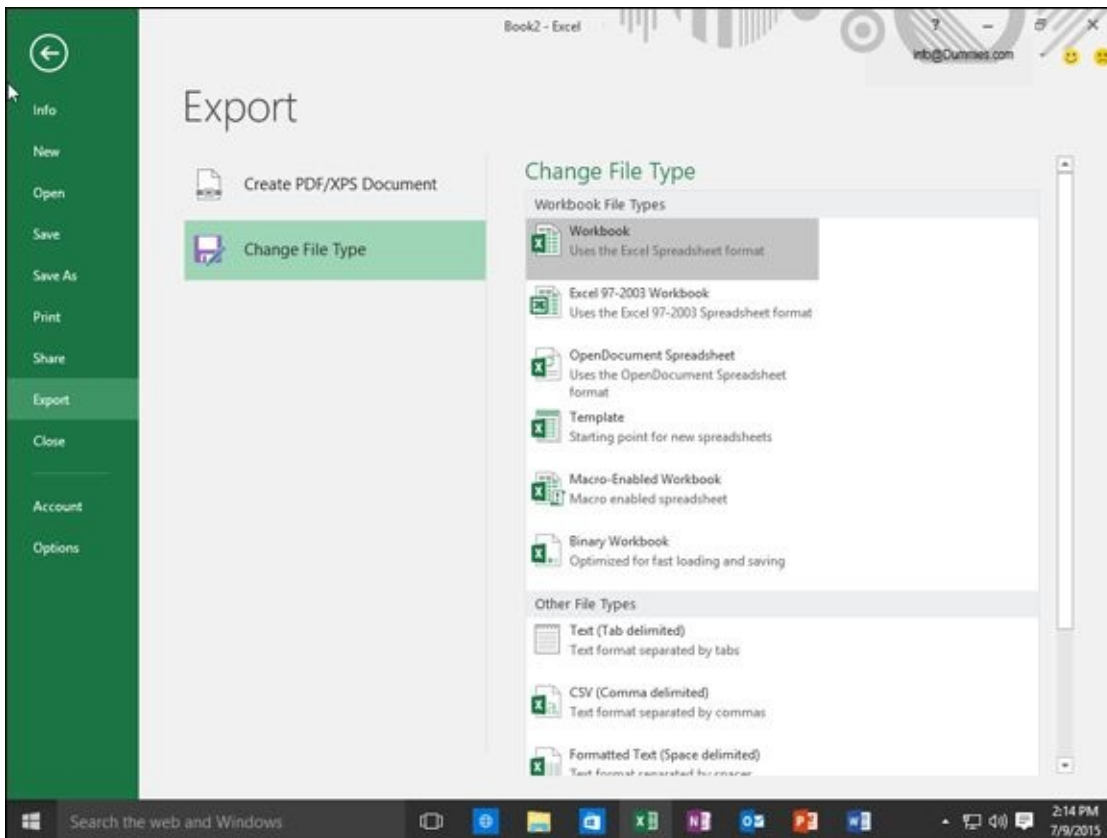 Book2 - Excel
?
info@Dummies.com
Info
New
Open
Save
Save As
Print
Share
Export
Close
Account
Options
Export
Create PDF/XPS Document
Change File Type
Change File Type
Workbook File Types
Workbook
Uses the Excel Spreadsheet format
Excel 97-2003 Workbook
Uses the Excel 97-2003 Spreadsheet format
OpenDocument Spreadsheet
Uses the OpenDocument Spreadsheet
format
Template
Starting point for new spreadsheets
Macro-Enabled Workbook
Macro enabled spreadsheet
Binary Workbook
Optimized for fast loading and saving
Other File Types
Text (Tab delimited)
Text format separated by tabs
CSV (Comma delimited)
Text format separated by commas
Formatted Text (Space delimited)
Text format separated by spaces
Search the web and Windows
2:14 PM
7/9/2015